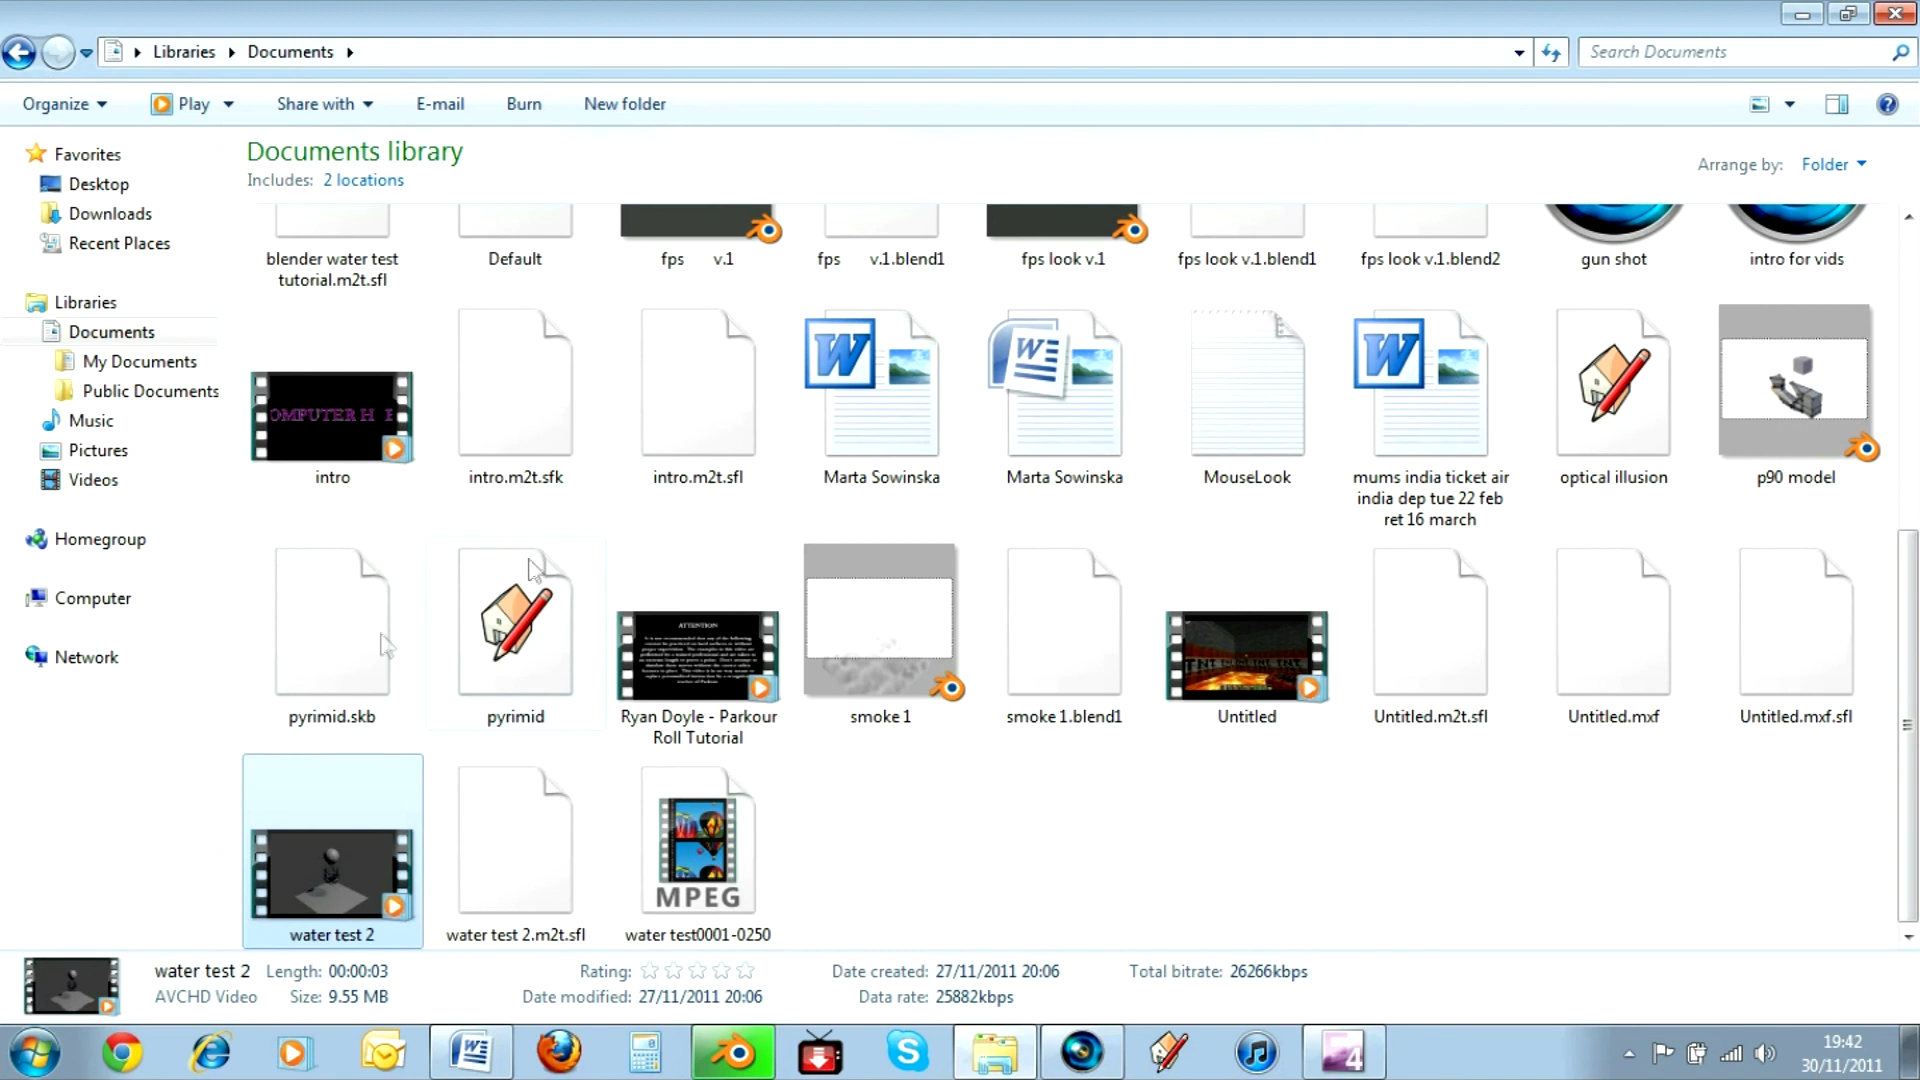 Libraries Documents
Search Documents
Organize Play Share with E-mail Burn New folder
Documents library
Includes: 2 locations
Arrange by: Folder
Favorites
Desktop
Downloads
Recent Places
Libraries
Documents
My Documents
Public Documents
Music
Pictures
Videos
Homegroup
Computer
Network
blender water test
tutorial.m2t.sfl
Default
fps v.1
fps v.1.blend1
fps look v.1
fps look v.1.blend1
fps look v.1.blend2
gun shot
intro for vids
OMPUTER H
intro
intro.m2t.sfk
intro.m2t.sfl
Marta Sowinska
Marta Sowinska
MouseLook
mums india ticket air
india dep tue 22 feb
ret 16 march
optical illusion
p90 model
pyrimid.skb
pyrimid
ATTENTION
Ryan Doyle - Parkour
Roll Tutorial
smoke 1
smoke 1.blend1
Untitled
Untitled.m2t.sfl
Untitled.mxf
Untitled.mxf.sfl
water test 2
water test 2.m2t.sfl
MPEG
water test0001-0250
water test 2 Length: 00:00:03 Rating: Date created: 27/11/2011 20:06 Total bitrate: 26266kbps
AVCHD Video Size: 9.55 MB Date modified: 27/11/2011 20:06 Data rate: 25882kbps
19:42
30/11/2011